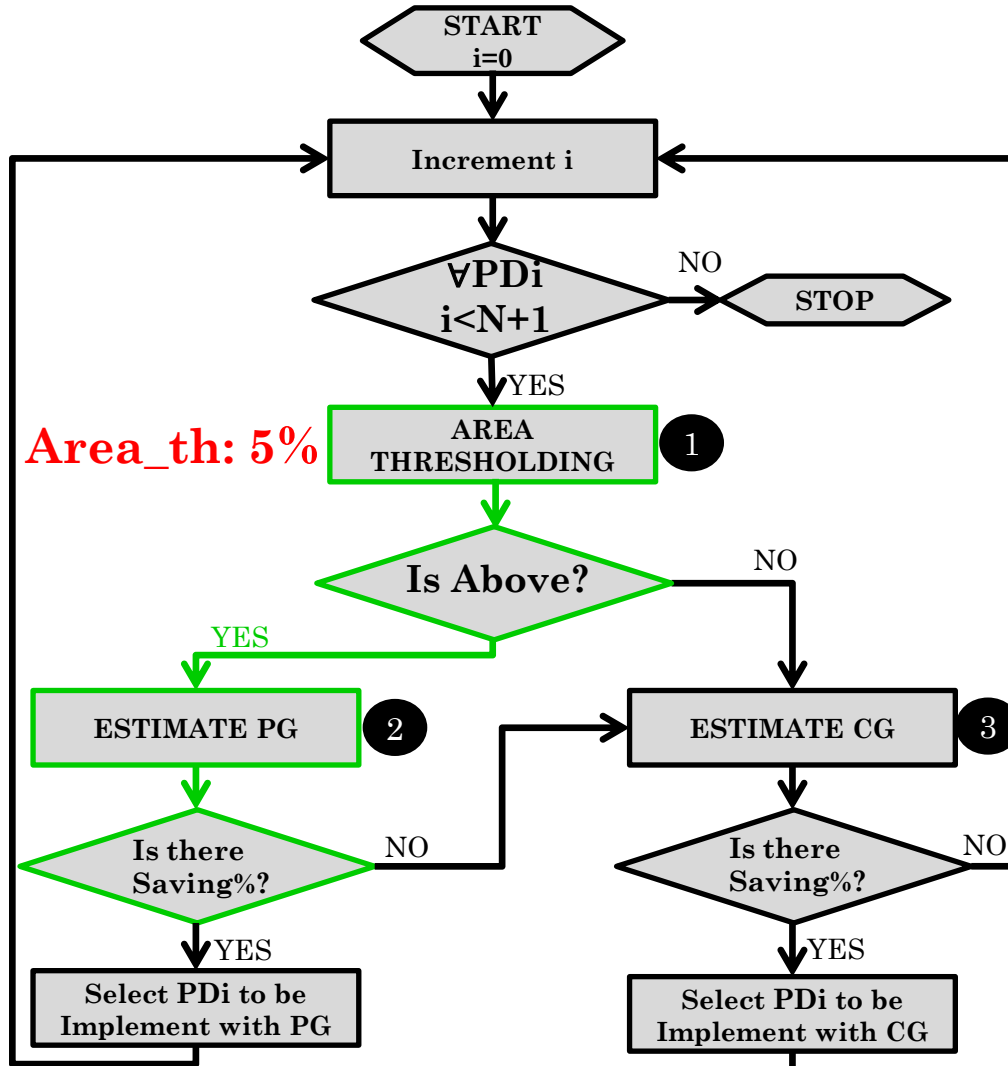 START
i=0
Increment i
∀PDi
i<N+1
NO
STOP
YES
Area_th: 5%
AREA
THRESHOLDING
1
Is Above?
NO
YES
ESTIMATE PG
2
ESTIMATE CG
3
Is there
Saving%?
NO
Is there
Saving%?
NO
YES
YES
Select PDi to be
Implement with PG
Select PDi to be
Implement with CG